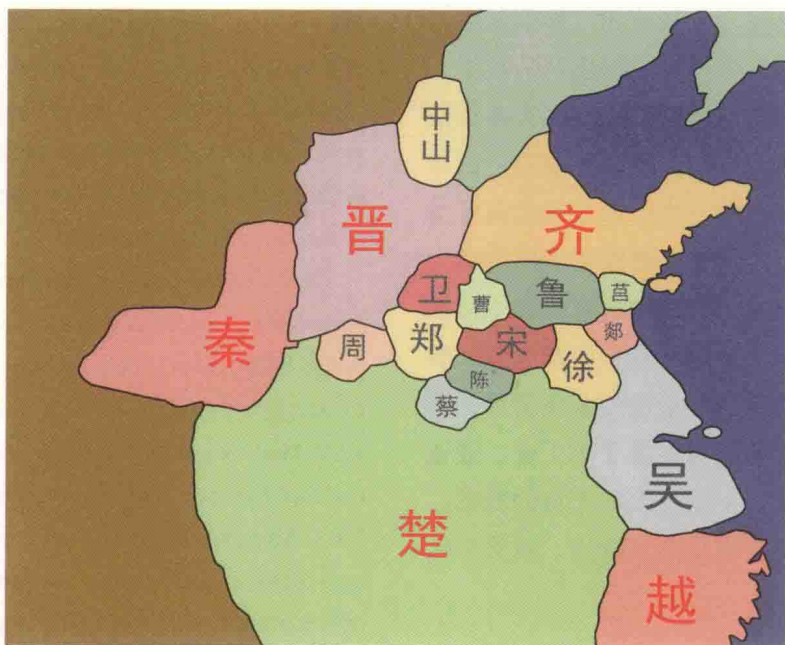 中山
晋
齐
卫
曹
鲁
莒
秦
周
郑
宋
徐
郯
陈
蔡
吴
楚
越